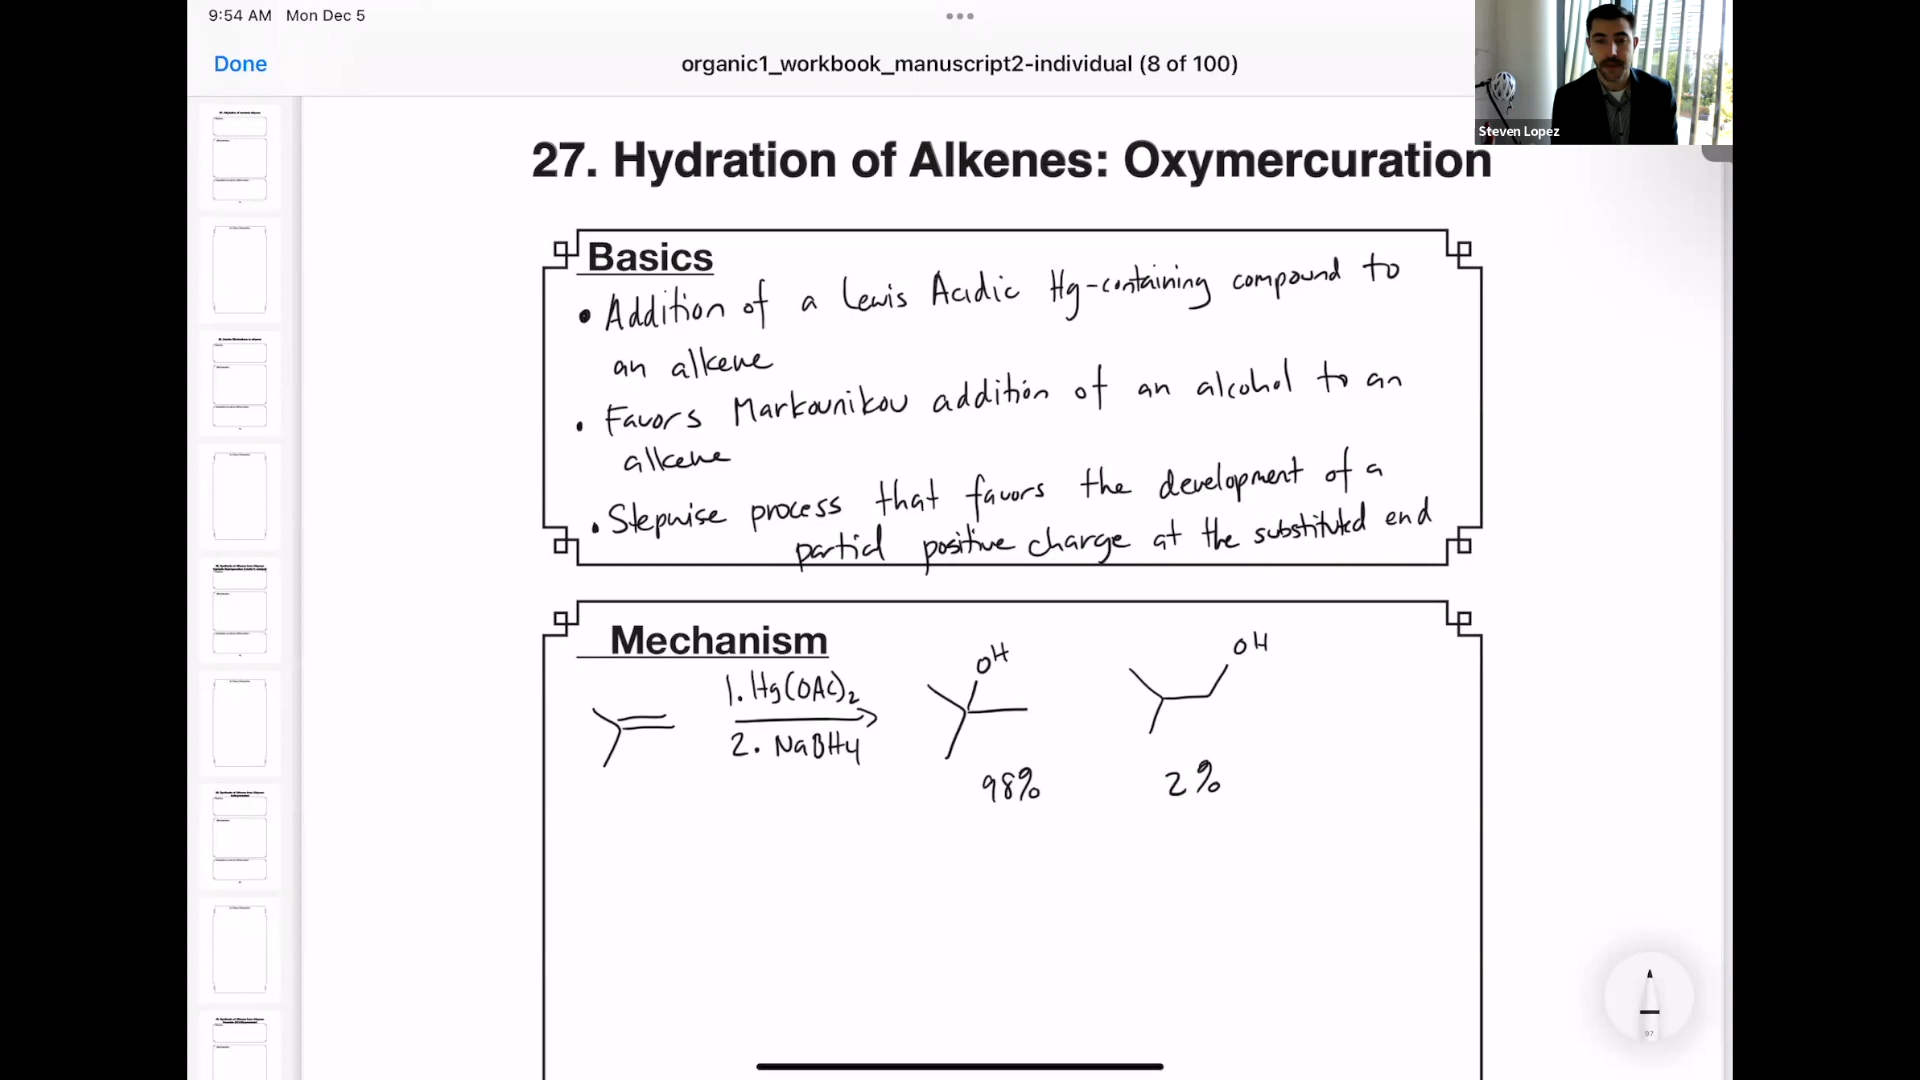 9:54 AM Mon Dec 5
Done
organic1_workbook_manuscript2-individual (8 of 100)
Steven Lopez
27. Hydration of Alkenes: Oxymercuration
Basics
• Addition of a Lewis Acidic Hg-containing compound to
an alkene
• Favors Markovnikov addition of an alcohol to an
alkene
• Stepwise process that favors the development of a
partial positive charge at the substituted end
Mechanism
1. Hg(OAc)2
2. NaBH4
OH
OH
98%
2%
97